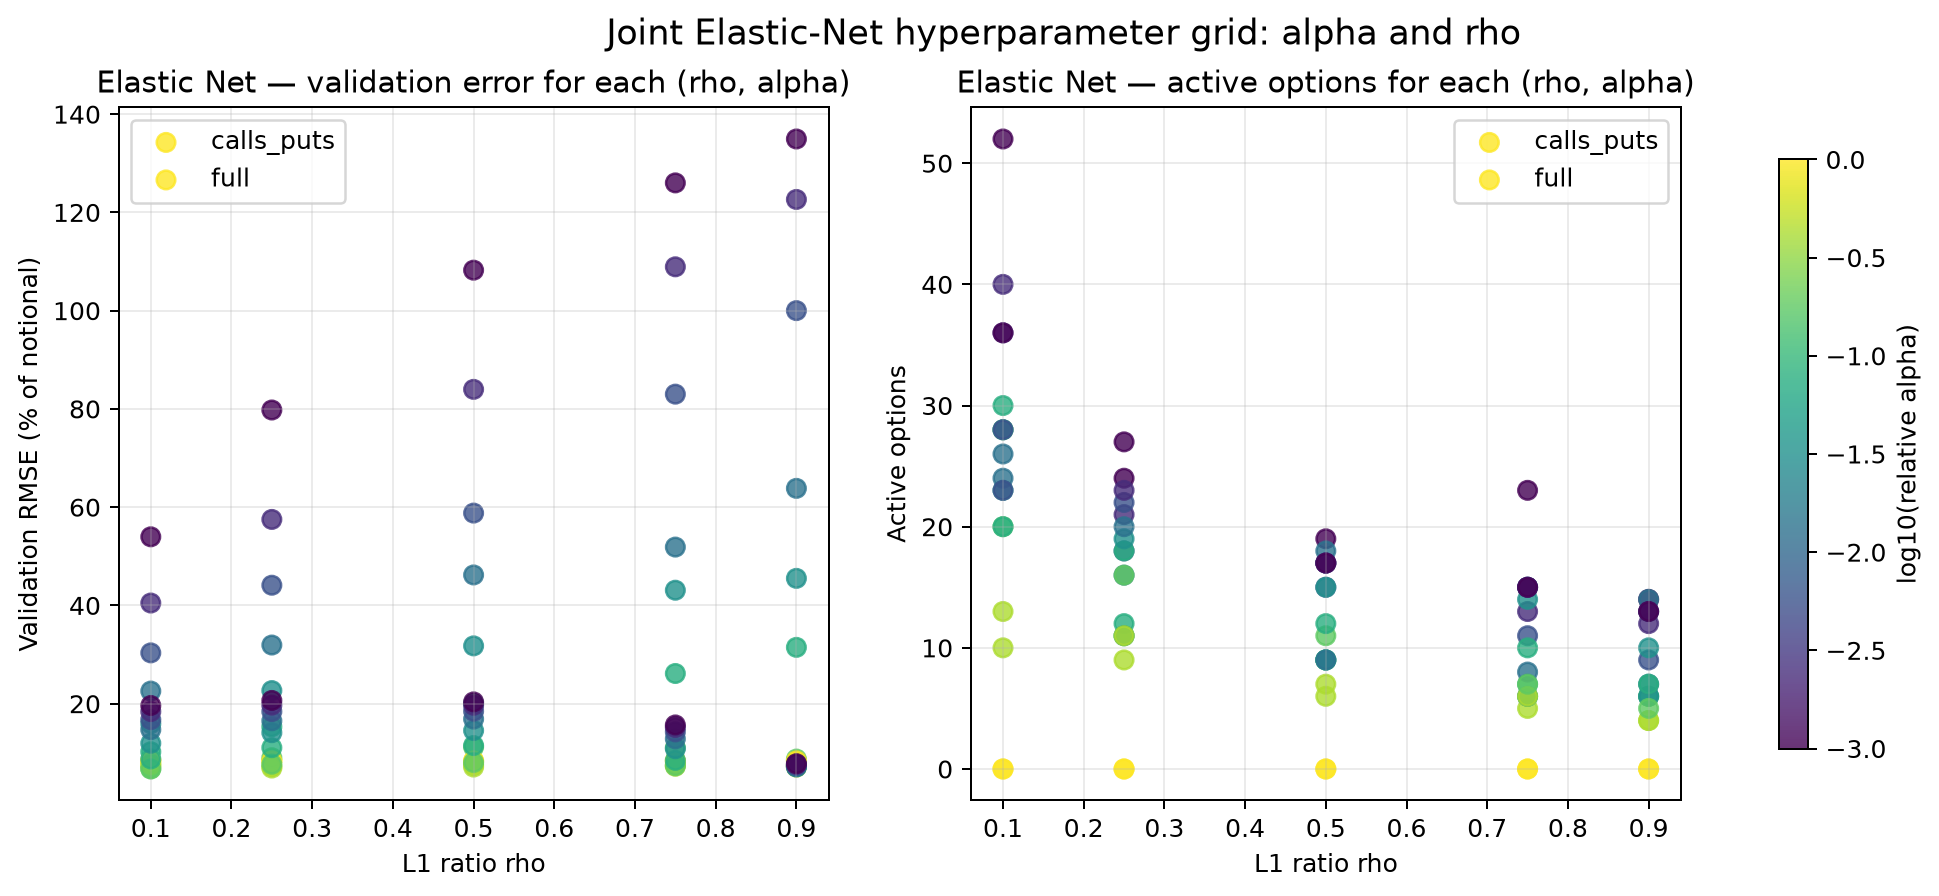 Joint Elastic-Net hyperparameter grid: alpha and rho
Elastic Net — validation error for each (rho, alpha)
calls_puts
full
140
120
100
80
60
40
20
Validation RMSE (% of notional)
0.1 0.2 0.3 0.4 0.5 0.6 0.7 0.8 0.9
L1 ratio rho
Elastic Net — active options for each (rho, alpha)
calls_puts
full
50
40
30
20
10
0
Active options
0.1 0.2 0.3 0.4 0.5 0.6 0.7 0.8 0.9
L1 ratio rho
0.0
−0.5
−1.0
−1.5
−2.0
−2.5
−3.0
log10(relative alpha)